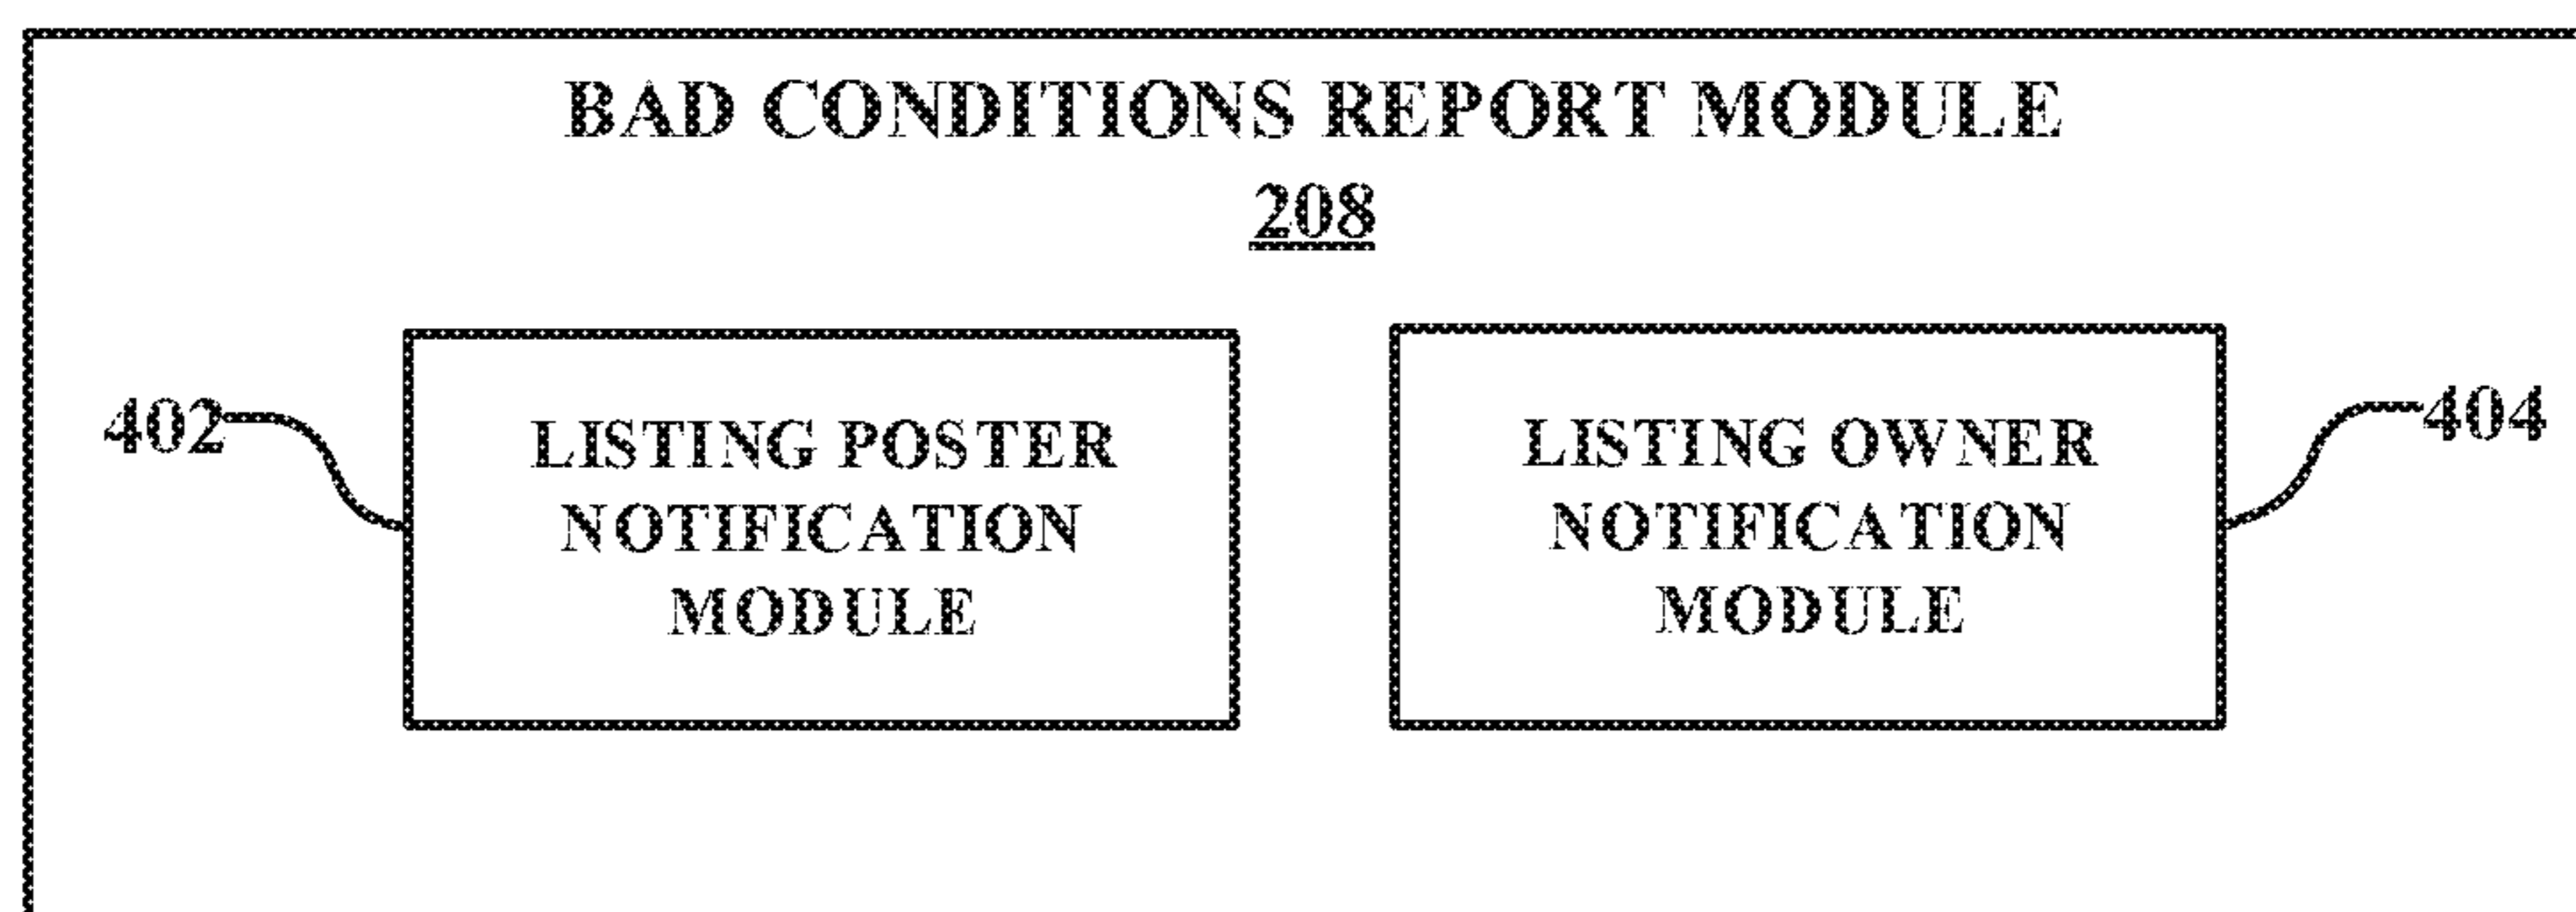 BAD CONDITIONS REPORT MODULE
208
402
LISTING POSTER
NOTIFICATION
MODULE
LISTING OWNER
NOTIFICATION
MODULE
404